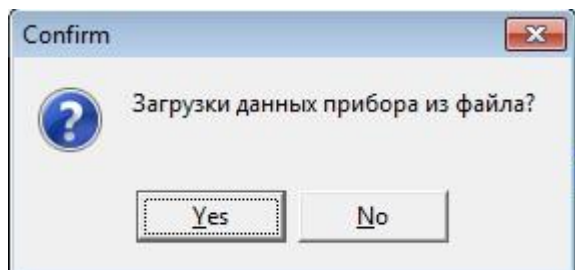 Confirm
Загрузки данных прибора из файла?
Yes
No